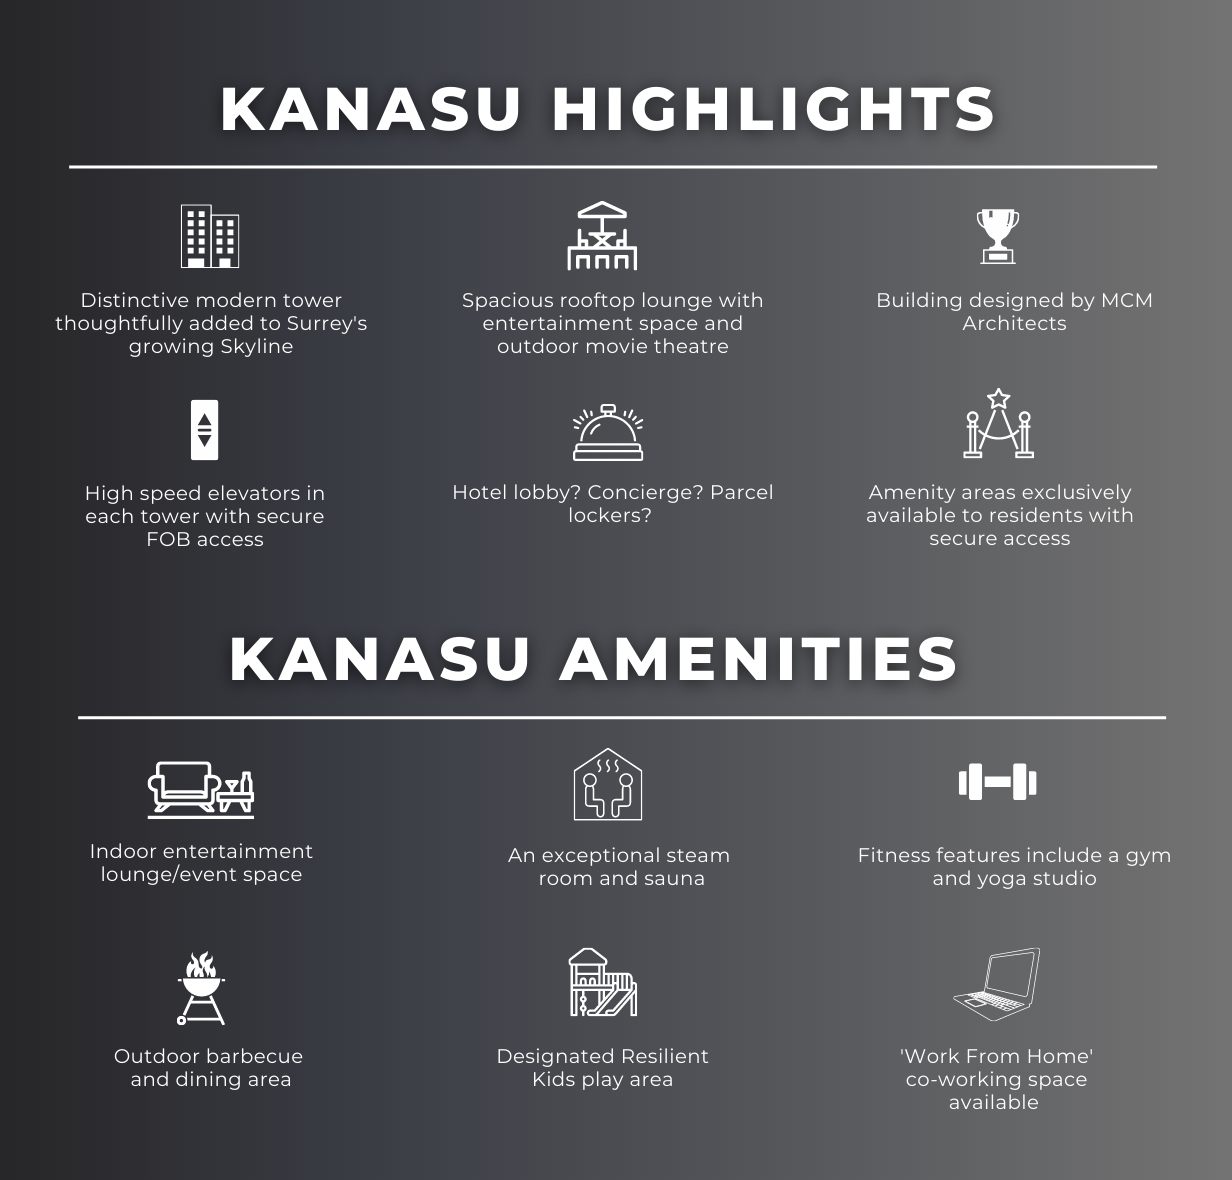 KANASU HIGHLIGHTS
Distinctive modern tower
thoughtfully added to Surrey's
growing Skyline
Spacious rooftop lounge with
entertainment space and
outdoor movie theatre
Building designed by MCM
Architects
High speed elevators in
each tower with secure
FOB access
Hotel lobby? Concierge? Parcel
lockers?
Amenity areas exclusively
available to residents with
secure access
KANASU AMENITIES
Indoor entertainment
lounge/event space
An exceptional steam
room and sauna
Fitness features include a gym
and yoga studio
Outdoor barbecue
and dining area
Designated Resilient
Kids play area
'Work From Home'
co-working space
available